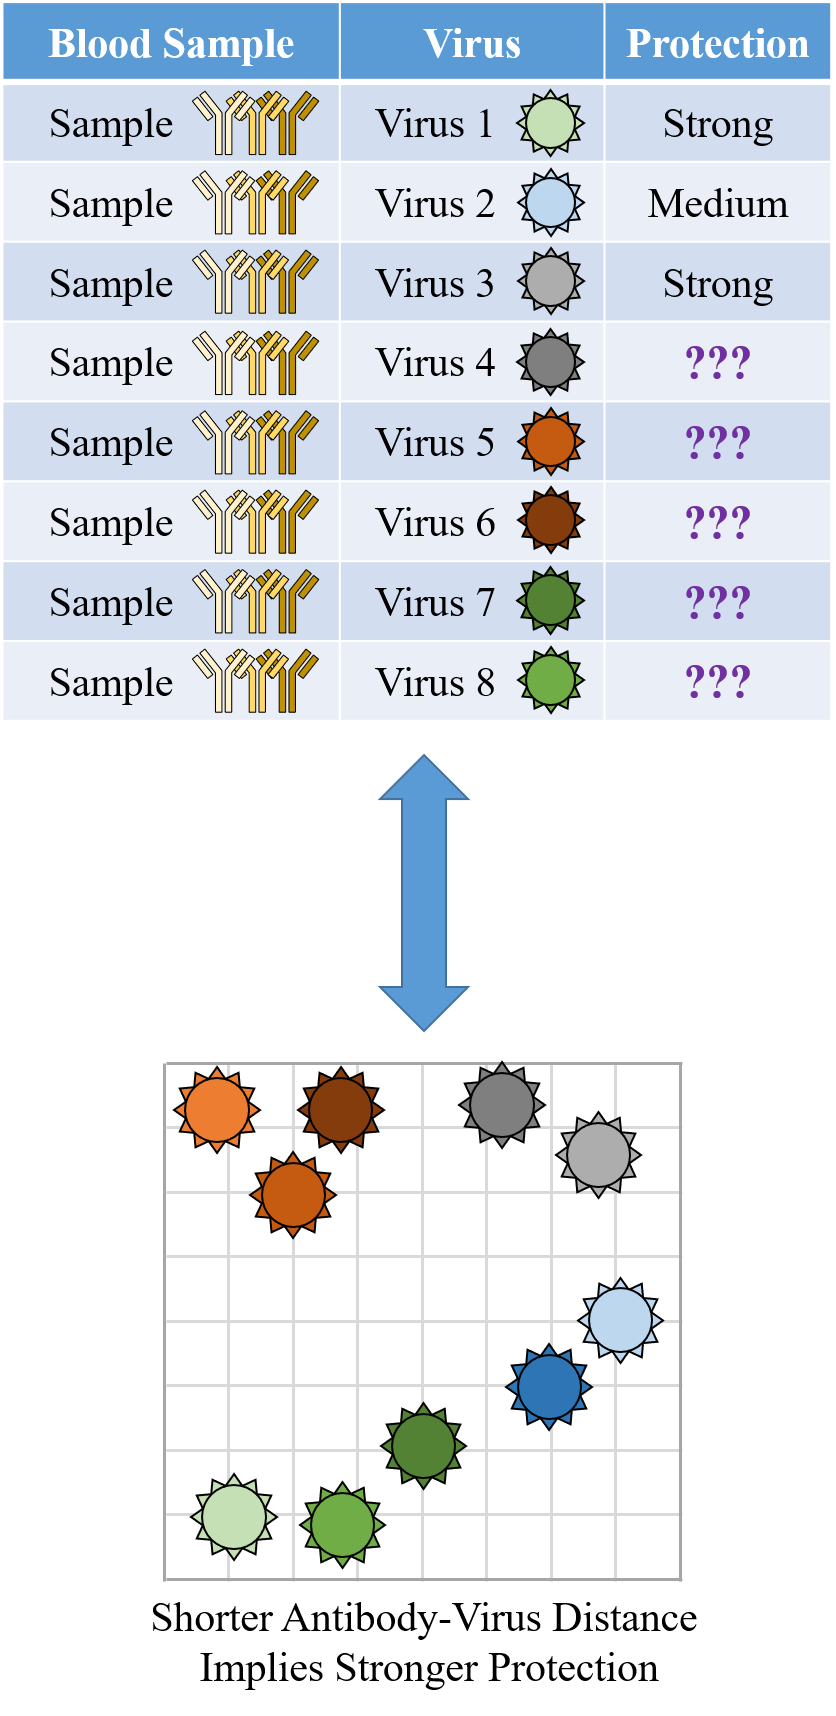 Blood Sample Virus Protection
Sample Virus 1 Strong
Sample Virus 2 Medium
Sample Virus 3 Strong
Sample Virus 4 ???
Sample Virus 5 ???
Sample Virus 6 ???
Sample Virus 7 ???
Sample Virus 8 ???
Shorter Antibody-Virus Distance
Implies Stronger Protection